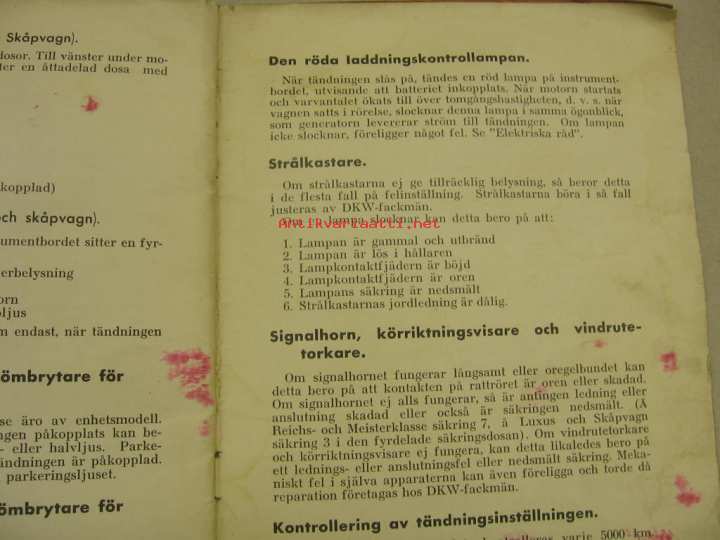 Skåpvagn).
dosor. Till vänster under mo-
ter en åttadelad dosa med
kopplad)
och skåpvagn).
umentbordet sitter en fyr-
erbelysning
orn
oljus
m endast, när tändningen
ömbrytare för
se äro av enhetsmodell.
ngen påkopplats kan be-
- eller halvljus. Parke-
ändningen är påkopplad.
parkeringsljuset.
ömbrytare för
Den röda laddningskontrollampan.
När tändningen slås på, tändes en röd lampa på instrument-
bordet, utvisande att batteriet inkopplats. När motorn startats
och varvantalet ökats till över tomgångshastigheten, d. v. s. när
vagnen satts i rörelse, slocknar denna lampa i samma ögonblick,
som generatorn levererar ström till tändningen. Om lampan
icke slocknar, föreligger något fel. Se "Elektriska råd".
Strålkastare.
Om strålkastarna ej ge tillräcklig belysning, så beror detta
i de flesta fall på felinställning. Strålkastarna böra i så fall
justeras av DKW-fackmän.
Om en lampa slocknar kan detta bero på att:
Antikvariaatti.net
1. Lampan är gammal och utbränd
2. Lampan är lös i hållaren
3. Lampkontaktfjädern är böjd
4. Lampkontaktfjädern är oren
5. Lampans säkring är nedsmält
6. Strålkastarnas jordledning är dålig.
Signalhorn, körriktningsvisare och vindrute-
torkare.
Om signalhornet fungerar långsamt eller oregelbundet kan
detta bero på att kontakten på rattröret är oren eller skadad.
Om signalhornet ej alls fungerar, så är antingen ledning eller
anslutning skadad eller också är säkringen nedsmält. (Å
Reichs- och Meisterklasse säkring 7, å Luxus och Skåpvagn
säkring 3 i den fyrdelade säkringsdosan). Om vindrutetorkare
och körriktningsvisare ej fungera, kan detta likaledes bero på
ett lednings- eller anslutningsfel eller nedsmält säkring. Meka-
niskt fel i själva apparaterna kan även föreligga och torde då
reparation företagas hos DKW-fackmän.
Kontrollering av tändningsinställningen.
varje 5000 km